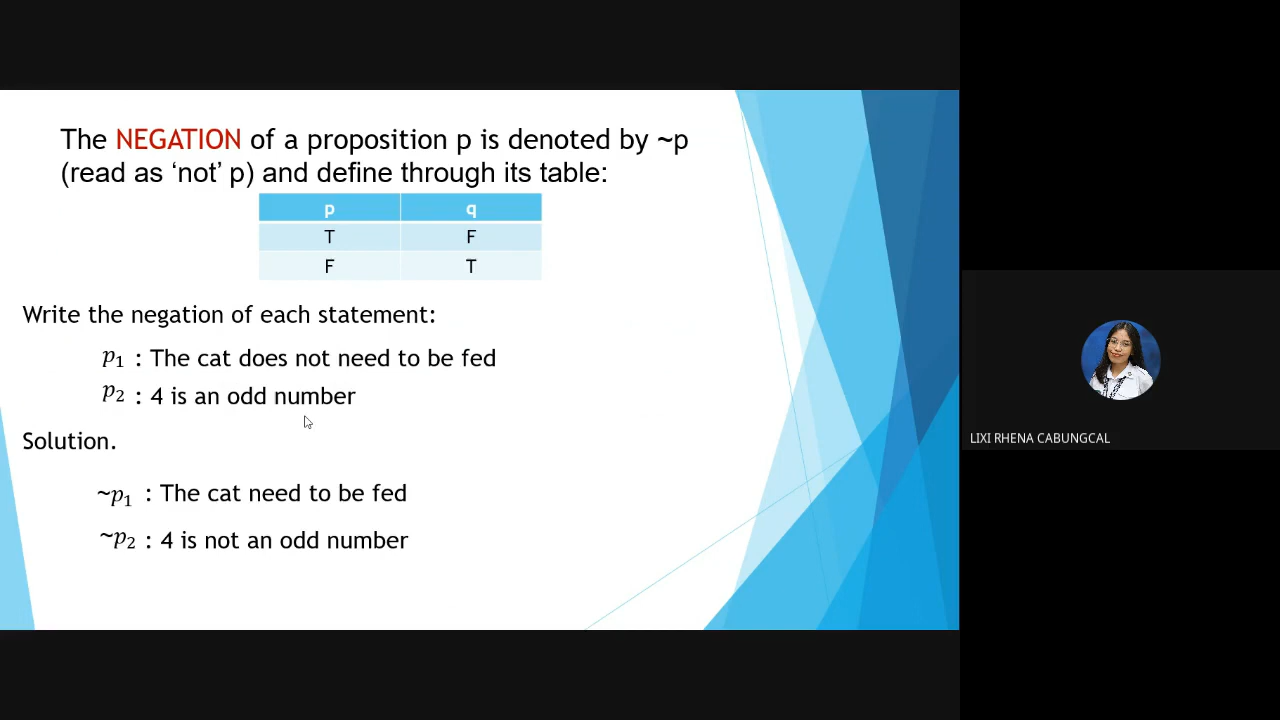 The NEGATION of a proposition p is denoted by ~p
(read as ‘not’ p) and define through its table:
p q
T F
F T
Write the negation of each statement:
p1 : The cat does not need to be fed
p2 : 4 is an odd number
Solution.
~p1 : The cat need to be fed
~p2 : 4 is not an odd number
LIXI RHENA CABUNGCAL